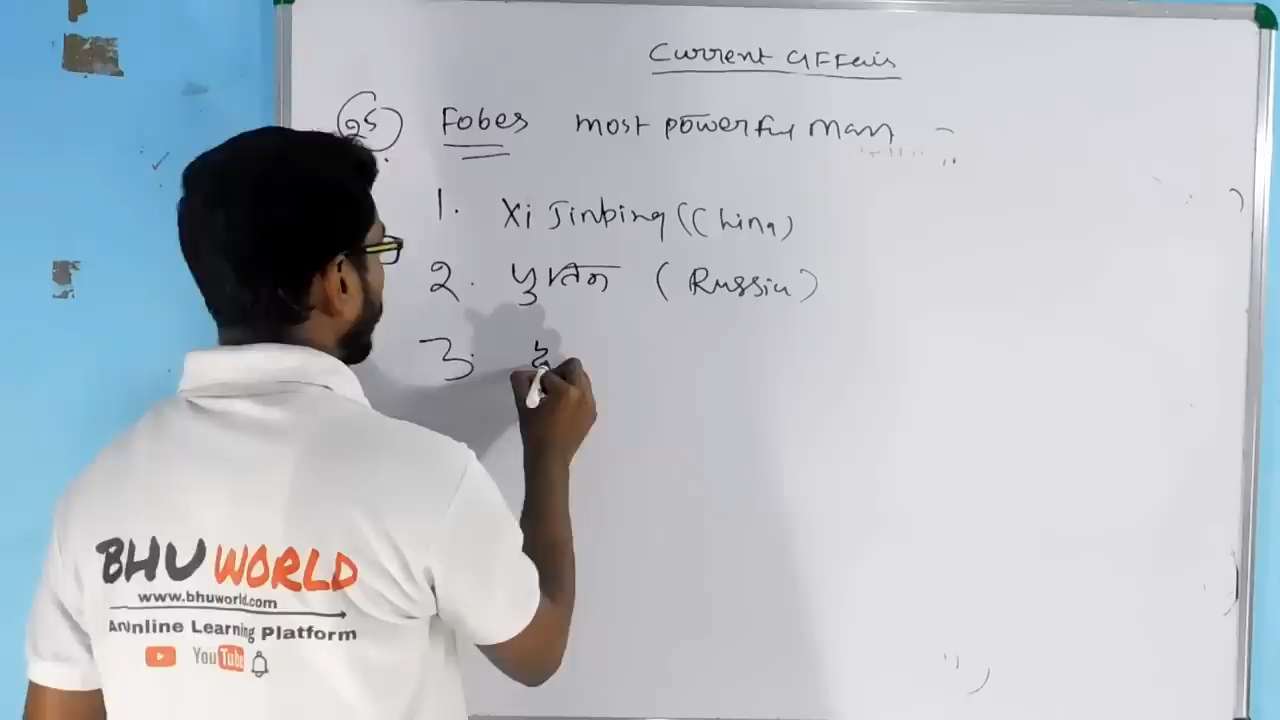 Current Affairs
25 Fobes most powerful Man
1. Xi Jinping (China)
2. पुतिन (Russia)
3.
BHU WORLD
www.bhuworld.com
An Online Learning Platform
YouTube